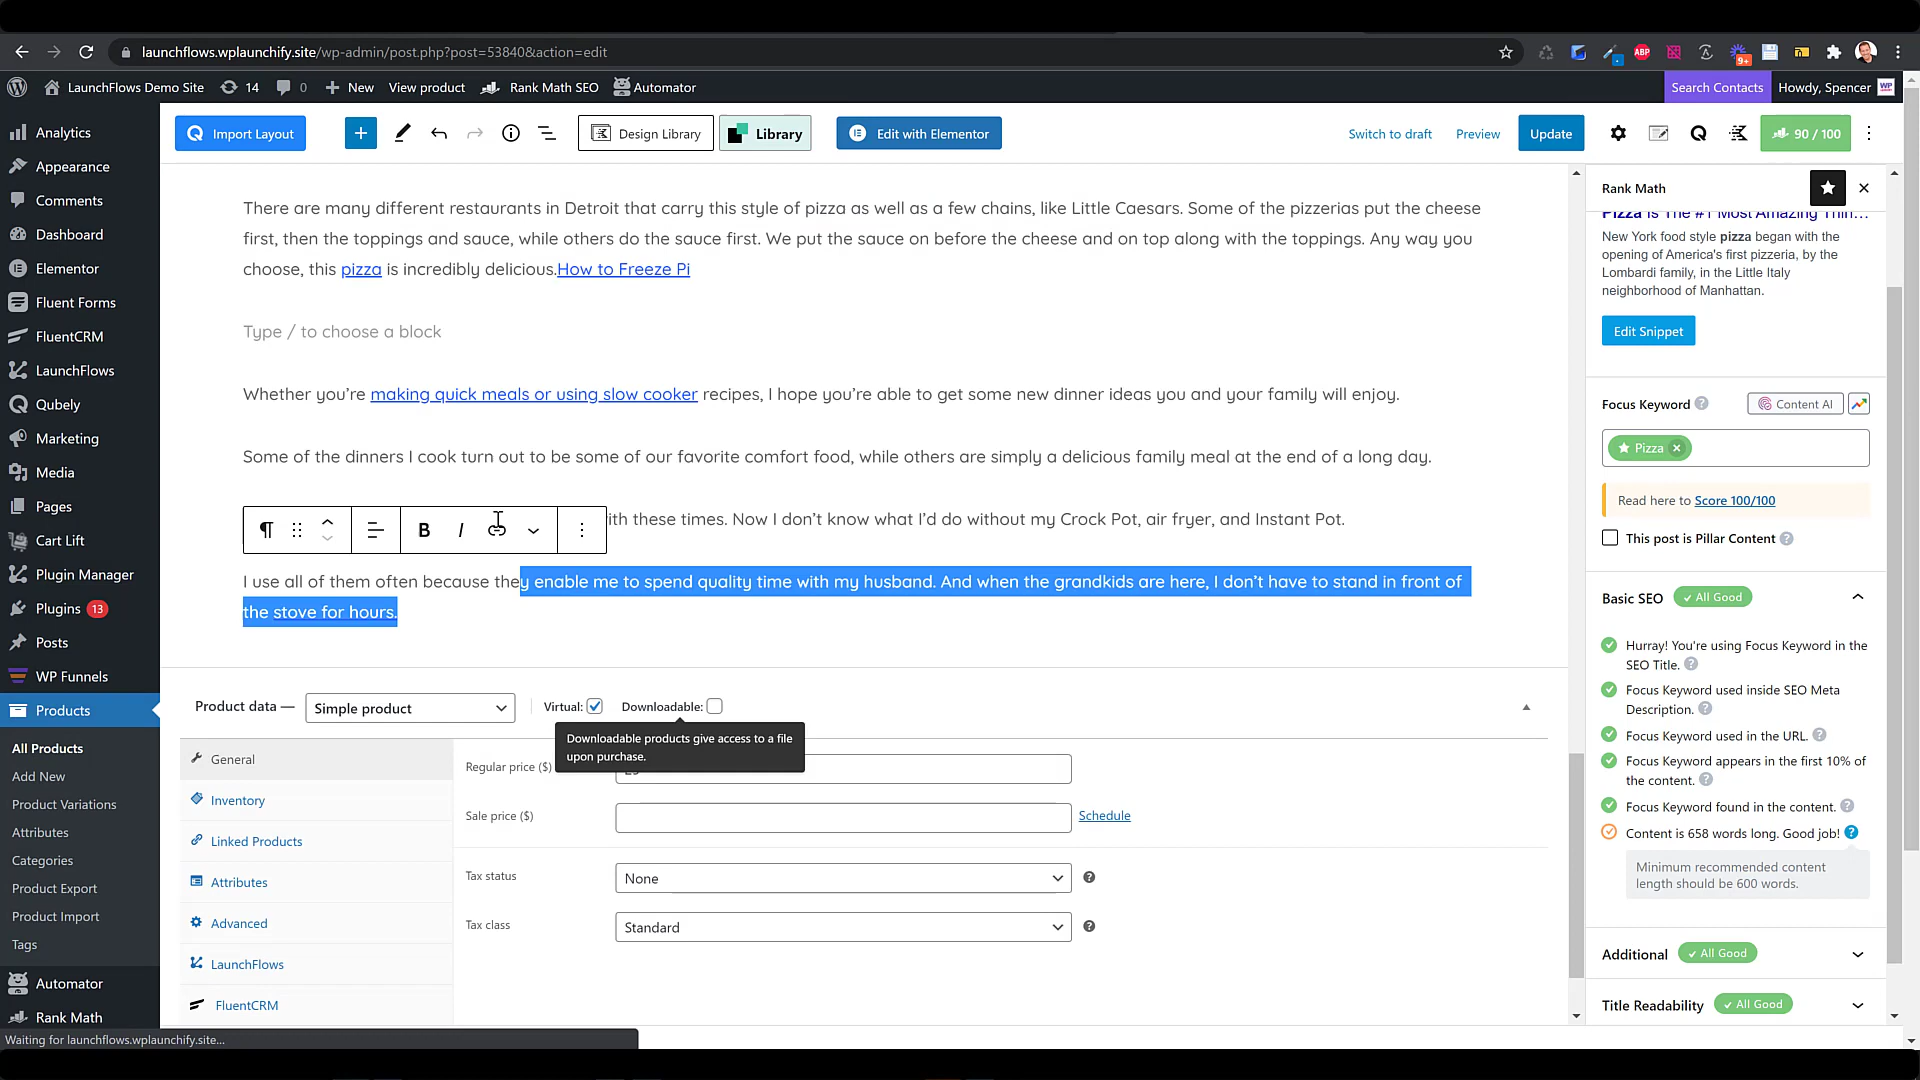 launchflows.wplaunchify.site/wp-admin/post.php?post=53840&action=edit
ABP
9+
LaunchFlows Demo Site
14
0
New
View product
Rank Math SEO
Automator
Search Contacts
Howdy, Spencer
WP
Analytics
Appearance
Comments
Dashboard
Elementor
Fluent Forms
FluentCRM
LaunchFlows
Qubely
Marketing
Media
Pages
Cart Lift
Plugin Manager
Plugins 13
Posts
WP Funnels
Products
All Products
Add New
Product Variations
Attributes
Categories
Product Export
Product Import
Tags
Automator
Rank Math
Waiting for launchflows.wplaunchify.site...
Import Layout
Design Library
Library
Edit with Elementor
Switch to draft
Preview
Update
90 / 100
There are many different restaurants in Detroit that carry this style of pizza as well as a few chains, like Little Caesars. Some of the pizzerias put the cheese
first, then the toppings and sauce, while others do the sauce first. We put the sauce on before the cheese and on top along with the toppings. Any way you
choose, this pizza is incredibly delicious.How to Freeze Pi
Type / to choose a block
Whether you're making quick meals or using slow cooker recipes, I hope you're able to get some new dinner ideas you and your family will enjoy.
Some of the dinners I cook turn out to be some of our favorite comfort food, while others are simply a delicious family meal at the end of a long day.
ith these times. Now I don't know what I'd do without my Crock Pot, air fryer, and Instant Pot.
B I
I use all of them often because they enable me to spend quality time with my husband. And when the grandkids are here, I don't have to stand in front of
the stove for hours.
Product data —
Simple product
Virtual:
Downloadable:
Downloadable products give access to a file
upon purchase.
General
Inventory
Linked Products
Attributes
Advanced
LaunchFlows
FluentCRM
Regular price ($)
Sale price ($)
Schedule
Tax status
None
Tax class
Standard
Rank Math
Pizza Is The #1 Most Amazing Thin...
New York food style pizza began with the
opening of America's first pizzeria, by the
Lombardi family, in the Little Italy
neighborhood of Manhattan.
Edit Snippet
Focus Keyword
Content AI
Pizza
Read here to Score 100/100
This post is Pillar Content
Basic SEO
All Good
Hurray! You're using Focus Keyword in the
SEO Title.
Focus Keyword used inside SEO Meta
Description.
Focus Keyword used in the URL.
Focus Keyword appears in the first 10% of
the content.
Focus Keyword found in the content.
Content is 658 words long. Good job!
Minimum recommended content
length should be 600 words.
Additional
All Good
Title Readability
All Good